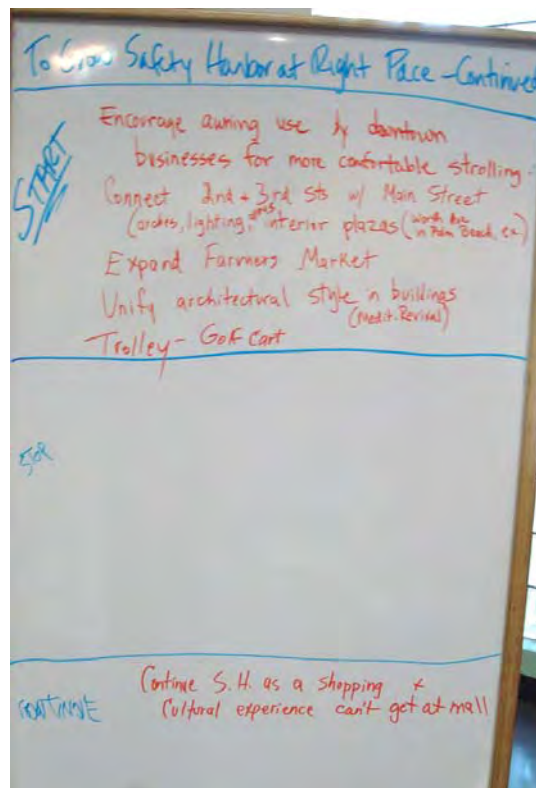 To Grow Safety Harbor at Right Pace - Continued
START
Encourage awning use by downtown
businesses for more comfortable strolling.
Connect 2nd + 3rd Sts w/ Main Street
(arches, lighting, interior plazas (Worth Ave
in Palm Beach, ex.)
Expand Farmers Market
Unify architectural style in buildings
(Medit. Revival)
Trolley - Golf Cart
STOP
CONTINUE
Continue S.H. as a shopping +
Cultural experience can't get at mall